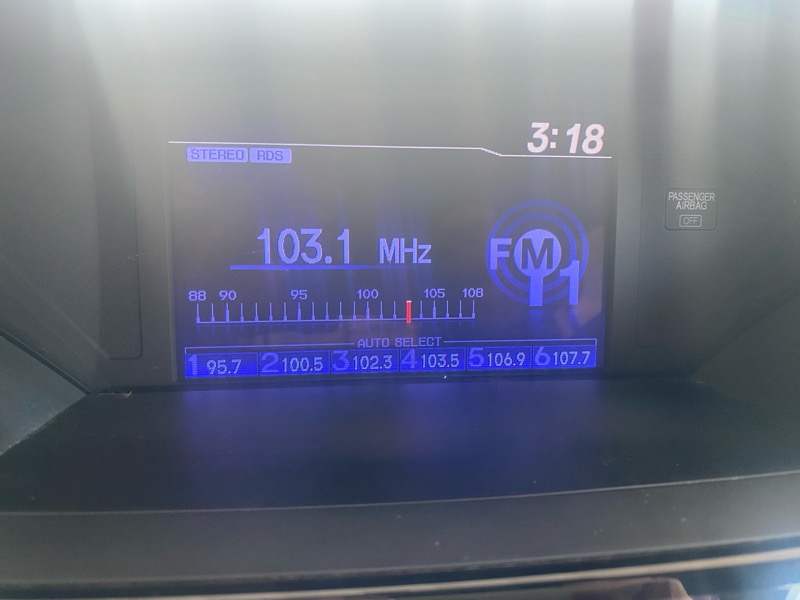 3:18
STEREO RDS
PASSENGER
AIRBAG
OFF
103.1 MHz
FM1
88 90 95 100 105 108
AUTO SELECT
1 95.7 2 100.5 3 102.3 4 103.5 5 106.9 6 107.7